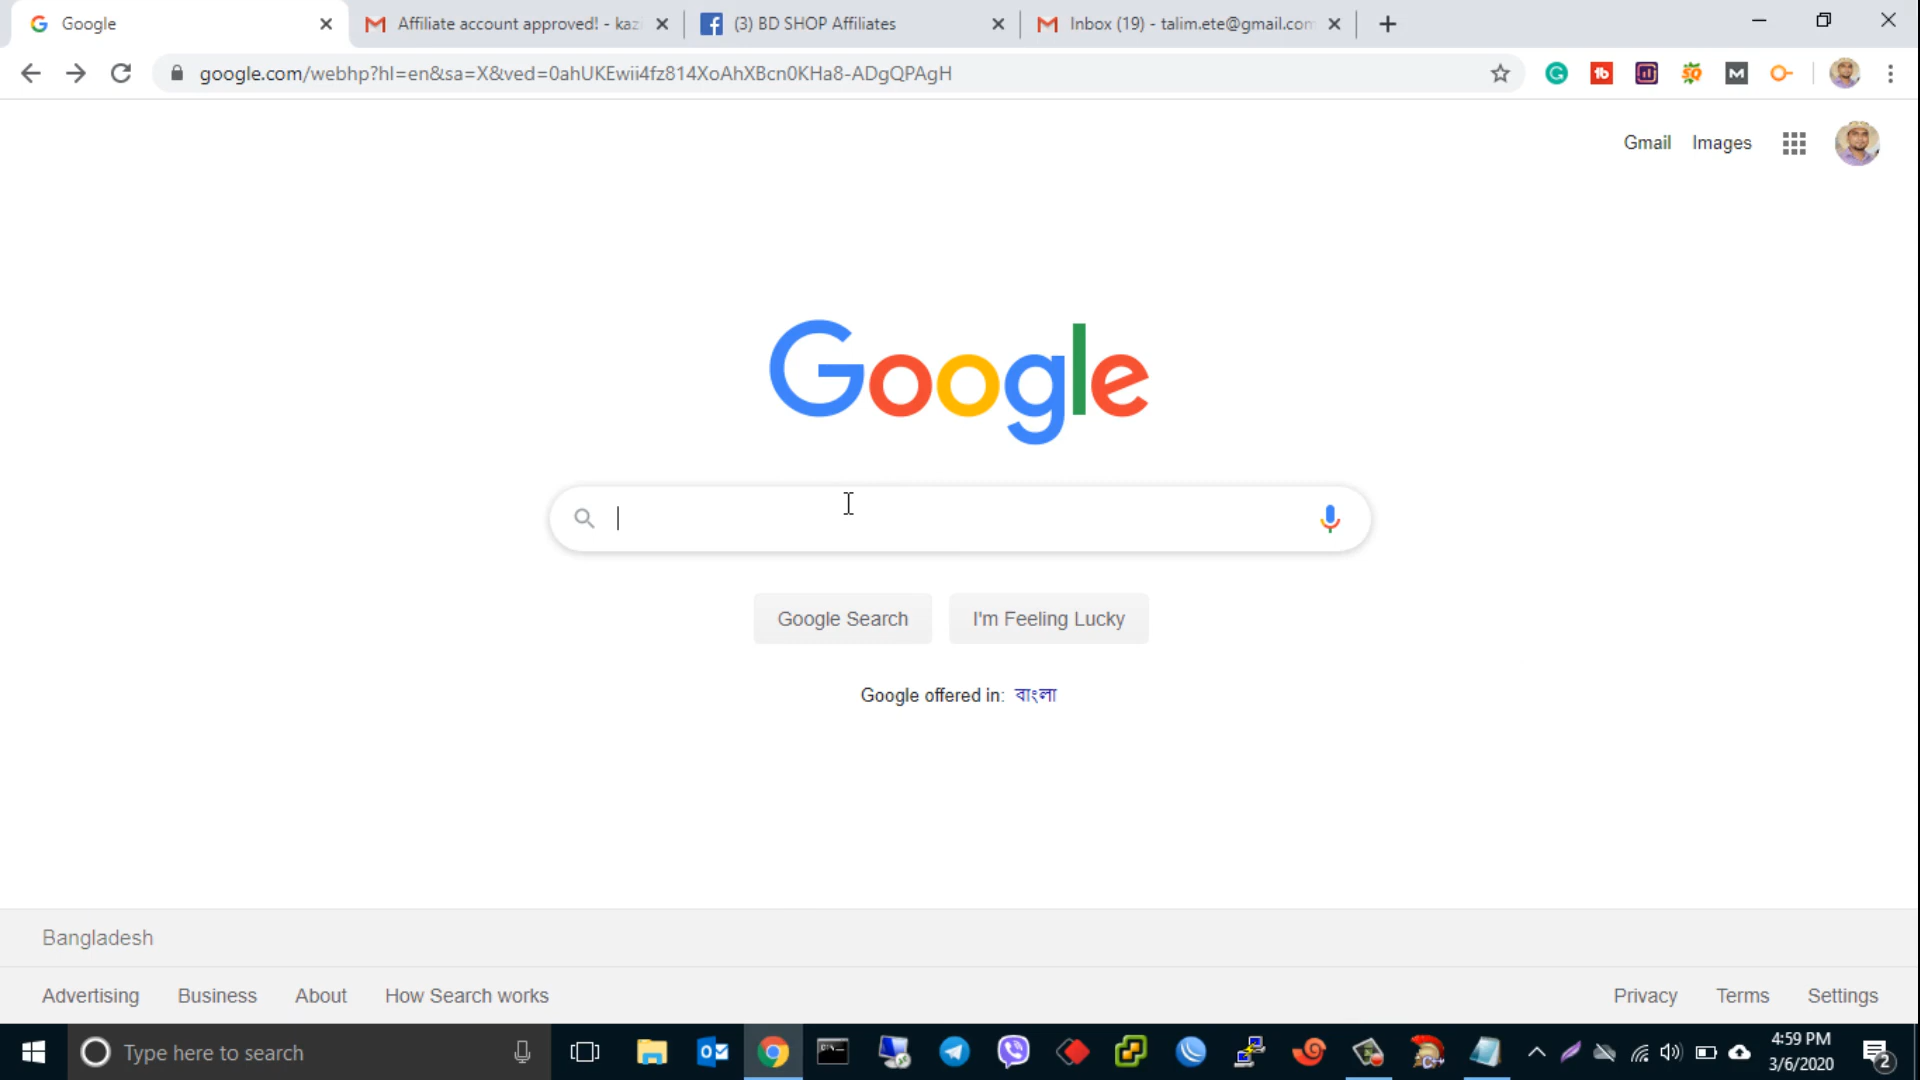 Google
Affiliate account approved! - kazi
(3) BD SHOP Affiliates
Inbox (19) - talim.ete@gmail.com
google.com/webhp?hl=en&sa=X&ved=0ahUKEwii4fz814XoAhXBcn0KHa8-ADgQPAgH
Gmail Images
Google
Google Search I'm Feeling Lucky
Google offered in: বাংলা
Bangladesh
Advertising Business About How Search works Privacy Terms Settings
Type here to search
4:59 PM
3/6/2020
2